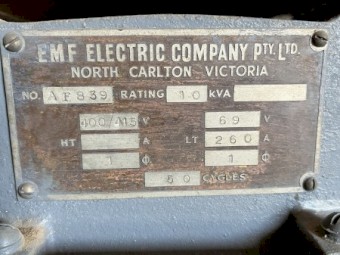 EMF ELECTRIC COMPANY PTY. LTD.
NORTH CARLTON VICTORIA
NO. AF839 RATING 10 KVA
400/415 V 69 V
HT A LT 260 A
1 Φ 1 Φ
50 CYCLES